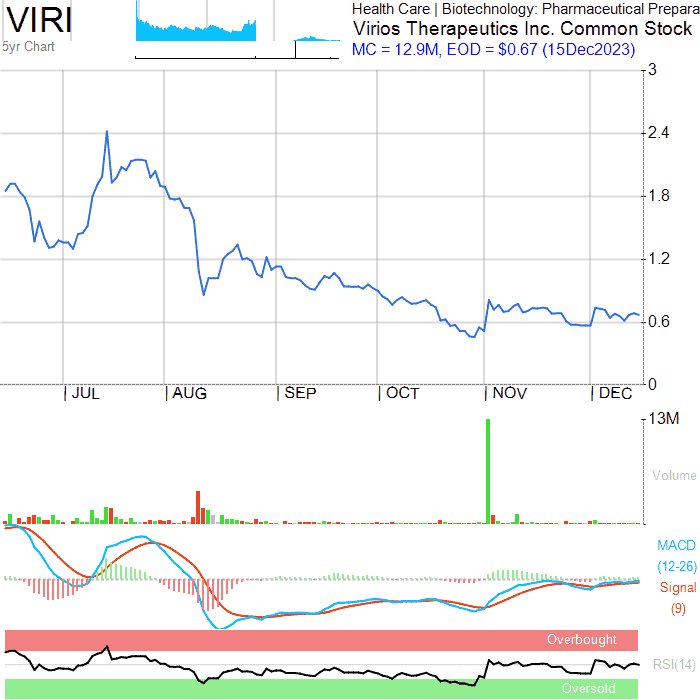 VIRI
5yr Chart
Health Care | Biotechnology: Pharmaceutical Prepara
Virios Therapeutics Inc. Common Stock
MC = 12.9M, EOD = $0.67 (15Dec2023)
3
2.4
1.8
1.2
0.6
0
JUL AUG SEP OCT NOV DEC
13M
Volume
MACD
(12-26)
Signal
(9)
Overbought
RSI(14)
Oversold